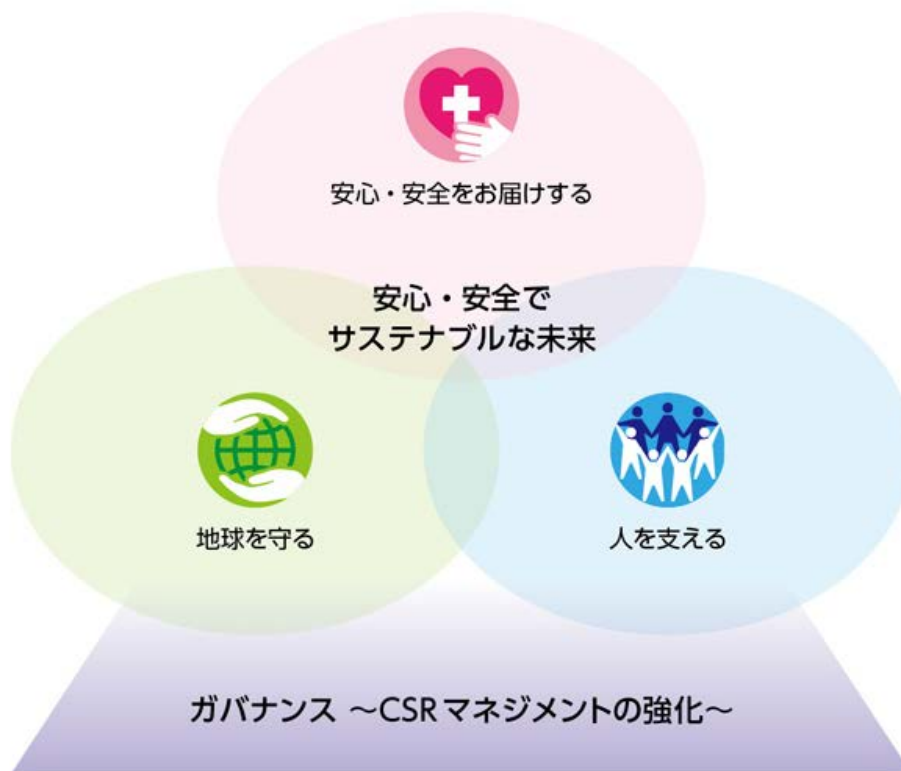 安心・安全をお届けする
安心・安全で
サステナブルな未来
地球を守る
人を支える
ガバナンス ～CSRマネジメントの強化～